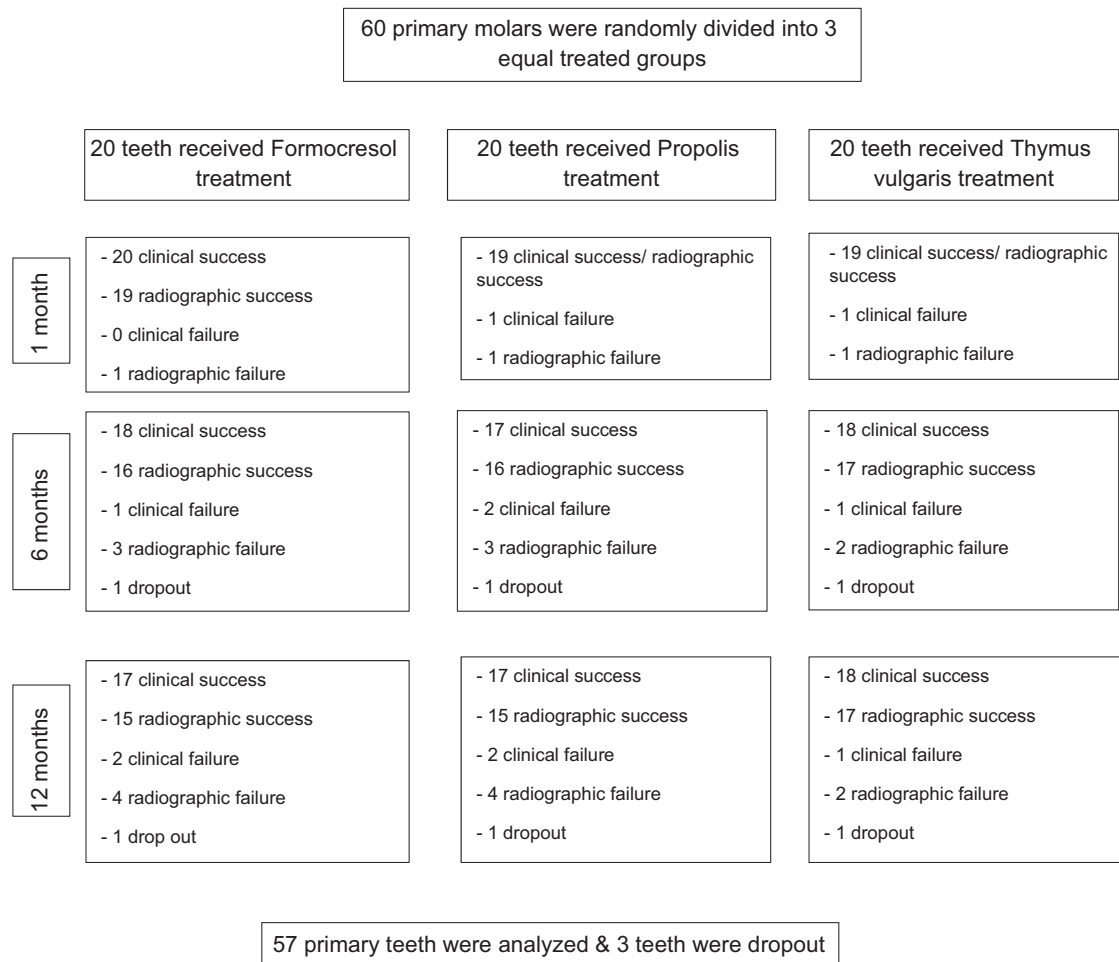 60 primary molars were randomly divided into 3
equal treated groups
20 teeth received Formocresol
treatment
20 teeth received Propolis
treatment
20 teeth received Thymus
vulgaris treatment
1 month
- 20 clinical success
- 19 radiographic success
- 0 clinical failure
- 1 radiographic failure
- 19 clinical success/ radiographic
success
- 1 clinical failure
- 1 radiographic failure
- 19 clinical success/ radiographic
success
- 1 clinical failure
- 1 radiographic failure
6 months
- 18 clinical success
- 16 radiographic success
- 1 clinical failure
- 3 radiographic failure
- 1 dropout
- 17 clinical success
- 16 radiographic success
- 2 clinical failure
- 3 radiographic failure
- 1 dropout
- 18 clinical success
- 17 radiographic success
- 1 clinical failure
- 2 radiographic failure
- 1 dropout
12 months
- 17 clinical success
- 15 radiographic success
- 2 clinical failure
- 4 radiographic failure
- 1 drop out
- 17 clinical success
- 15 radiographic success
- 2 clinical failure
- 4 radiographic failure
- 1 dropout
- 18 clinical success
- 17 radiographic success
- 1 clinical failure
- 2 radiographic failure
- 1 dropout
57 primary teeth were analyzed & 3 teeth were dropout